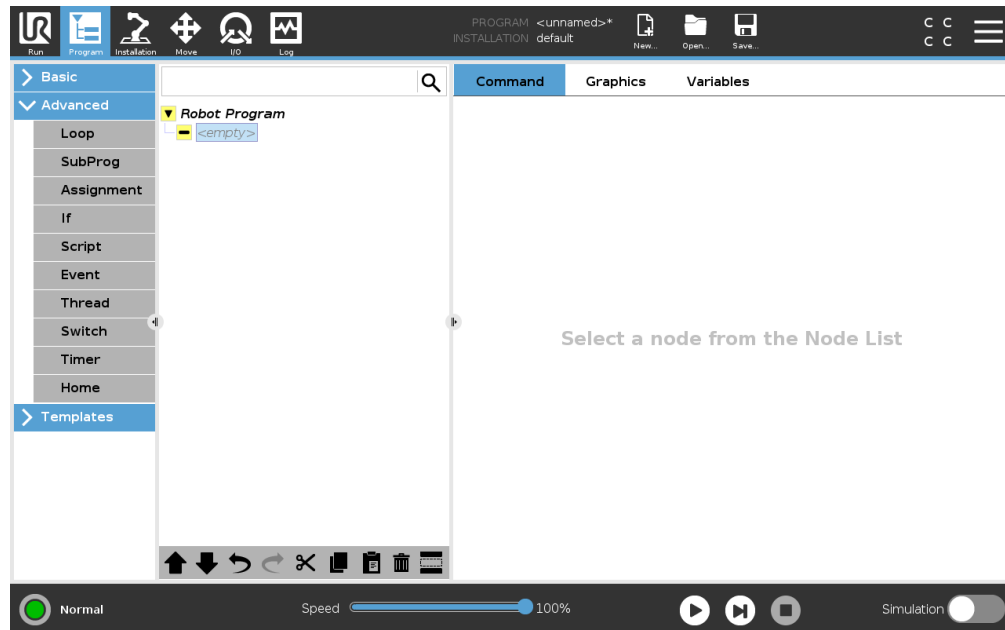 UR
Run
Program
Installation
Move
I/O
Log
PROGRAM <unnamed>*
INSTALLATION default
New...
Open...
Save...
C C
C C
Basic
Advanced
Loop
SubProg
Assignment
If
Script
Event
Thread
Switch
Timer
Home
Templates
Robot Program
<empty>
Command Graphics Variables
Select a node from the Node List
Normal
Speed 100%
Simulation